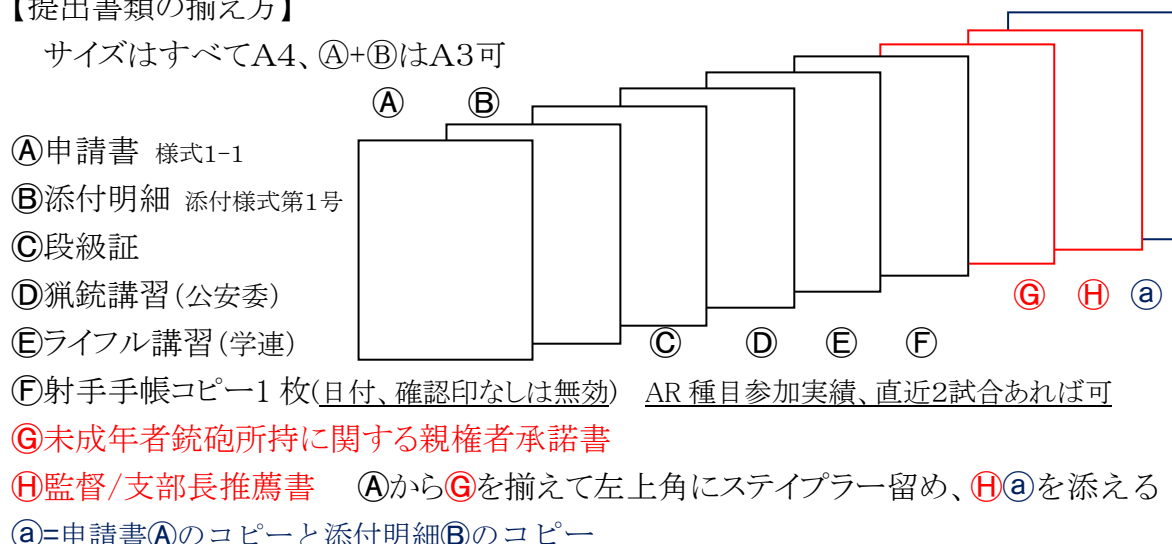 【提出書類の揃え方】
サイズはすべてA4、Ⓐ+ⒷはA3可
Ⓐ Ⓑ
Ⓐ申請書 様式1-1
Ⓑ添付明細 添付様式第1号
Ⓒ段級証
Ⓓ猟銃講習(公安委)
Ⓖ Ⓗ ⓐ
Ⓔライフル講習(学連)
Ⓒ Ⓓ Ⓔ Ⓕ
Ⓕ射手手帳コピー1枚(日付、確認印なしは無効) AR種目参加実績、直近2試合あれば可
Ⓖ未成年者銃砲所持に関する親権者承諾書
Ⓗ監督/支部長推薦書 ⒶからⒼを揃えて左上角にステイプラー留め、Ⓗⓐを添える
ⓐ=申請書Ⓐのコピーと添付明細Ⓑのコピー